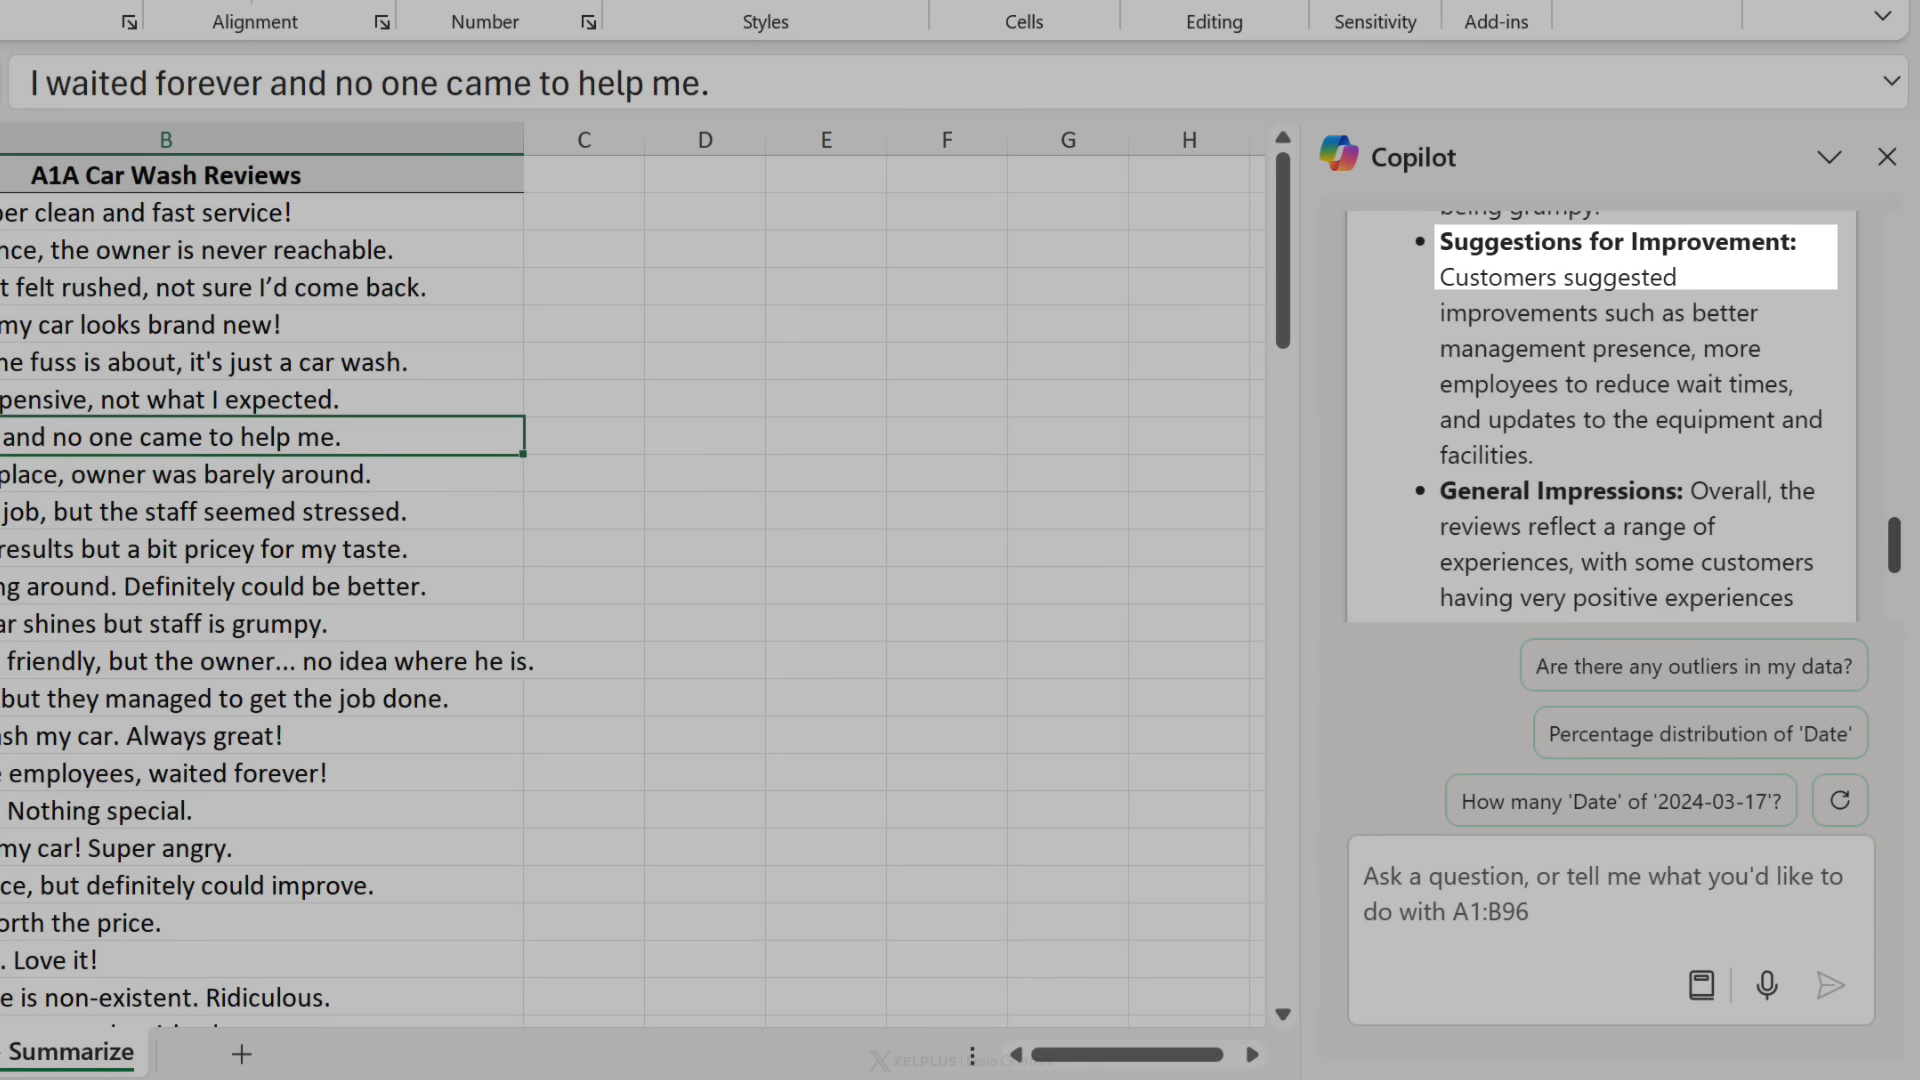 Alignment Number Styles Cells Editing Sensitivity Add-ins
I waited forever and no one came to help me.
B C D E F G H
A1A Car Wash Reviews
per clean and fast service!
nce, the owner is never reachable.
t felt rushed, not sure I’d come back.
my car looks brand new!
he fuss is about, it's just a car wash.
pensive, not what I expected.
and no one came to help me.
place, owner was barely around.
job, but the staff seemed stressed.
results but a bit pricey for my taste.
ng around. Definitely could be better.
ar shines but staff is grumpy.
friendly, but the owner... no idea where he is.
but they managed to get the job done.
ash my car. Always great!
e employees, waited forever!
Nothing special.
my car! Super angry.
ce, but definitely could improve.
orth the price.
. Love it!
e is non-existent. Ridiculous.
Summarize
XELPLUS
Copilot
being grumpy.
• Suggestions for Improvement:
Customers suggested
improvements such as better
management presence, more
employees to reduce wait times,
and updates to the equipment and
facilities.
• General Impressions: Overall, the
reviews reflect a range of
experiences, with some customers
having very positive experiences
Are there any outliers in my data?
Percentage distribution of 'Date'
How many 'Date' of '2024-03-17'?
Ask a question, or tell me what you'd like to
do with A1:B96